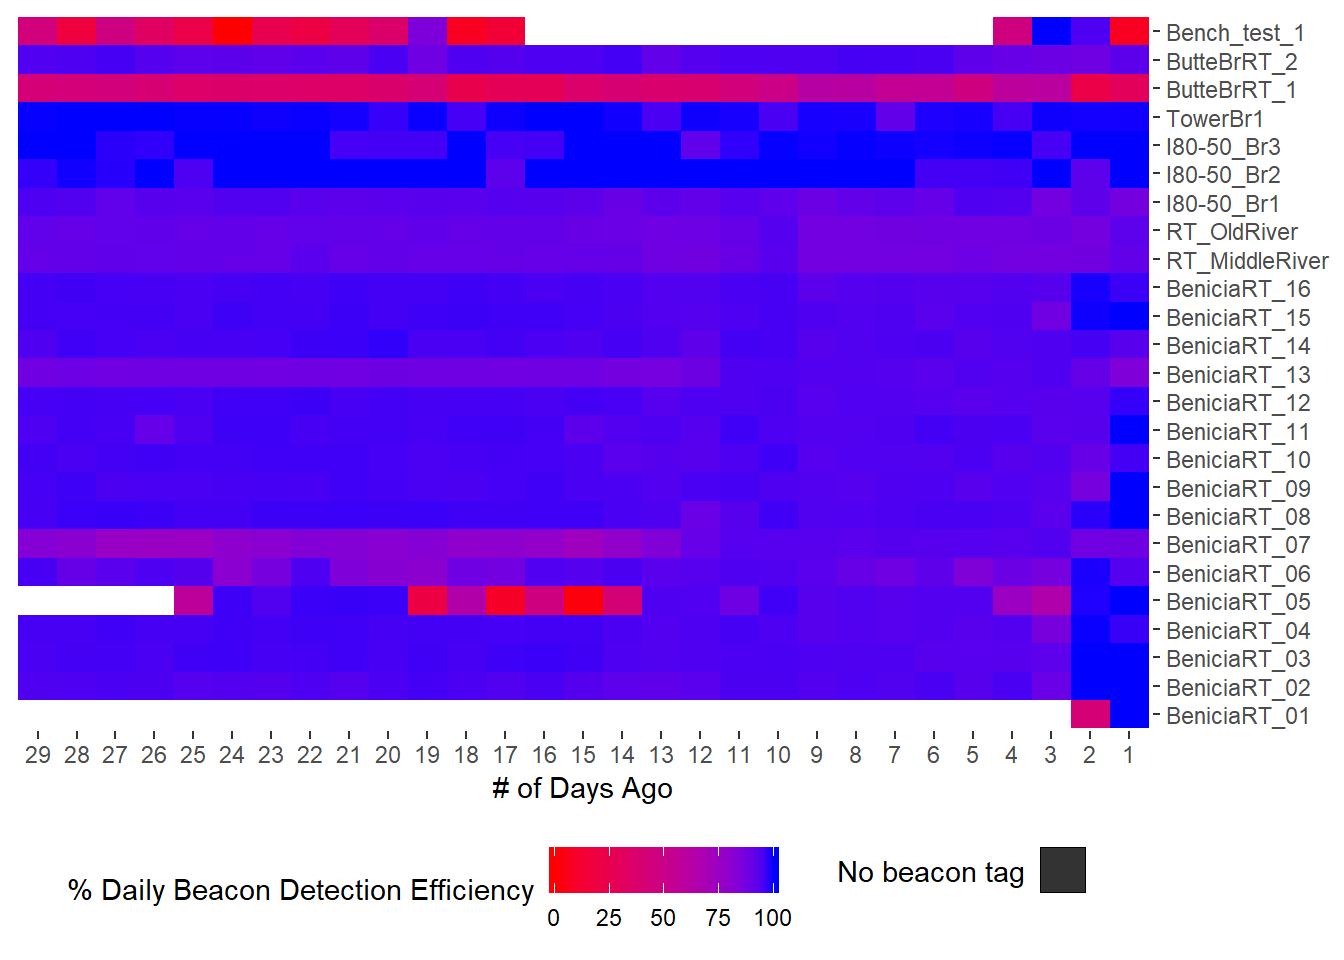 Bench_test_1
ButteBrRT_2
ButteBrRT_1
TowerBr1
I80-50_Br3
I80-50_Br2
I80-50_Br1
RT_OldRiver
RT_MiddleRiver
BeniciaRT_16
BeniciaRT_15
BeniciaRT_14
BeniciaRT_13
BeniciaRT_12
BeniciaRT_11
BeniciaRT_10
BeniciaRT_09
BeniciaRT_08
BeniciaRT_07
BeniciaRT_06
BeniciaRT_05
BeniciaRT_04
BeniciaRT_03
BeniciaRT_02
BeniciaRT_01
29 28 27 26 25 24 23 22 21 20 19 18 17 16 15 14 13 12 11 10 9 8 7 6 5 4 3 2 1
# of Days Ago
% Daily Beacon Detection Efficiency
0 25 50 75 100
No beacon tag